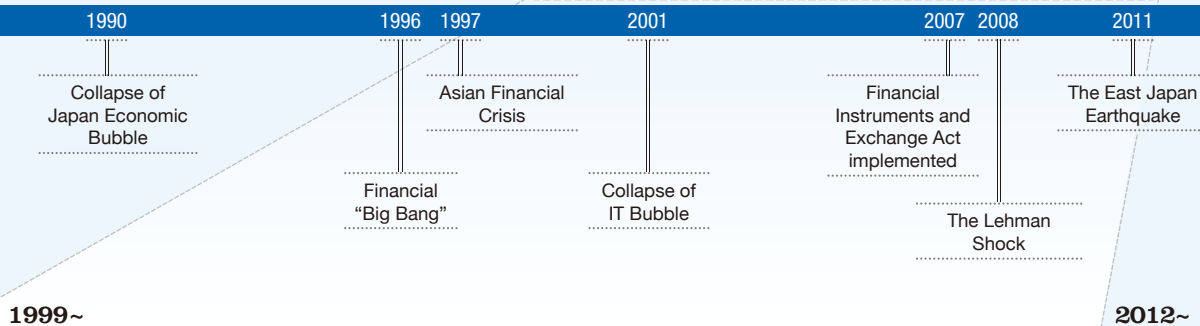 1990
1996
1997
2001
2007
2008
2011
Collapse of
Japan Economic
Bubble
Financial
“Big Bang”
Asian Financial
Crisis
Collapse of
IT Bubble
Financial
Instruments and
Exchange Act
implemented
The Lehman
Shock
The East Japan
Earthquake
1999~
2012~